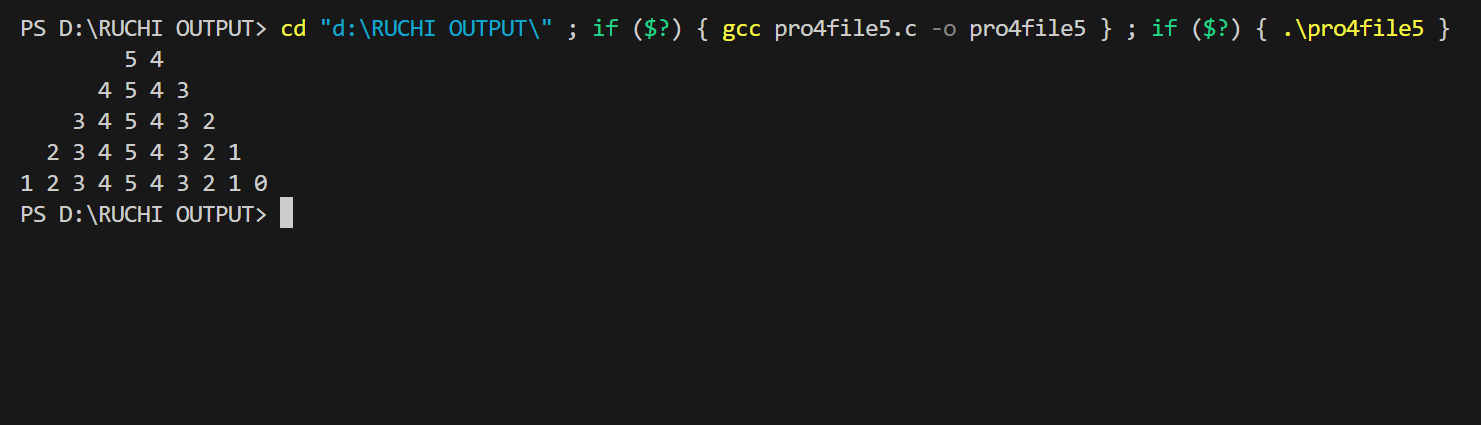 PS D:\RUCHI OUTPUT> cd "d:\RUCHI OUTPUT\" ; if ($?) { gcc pro4file5.c -o pro4file5 } ; if ($?) { .\pro4file5 }
        5 4
      4 5 4 3
    3 4 5 4 3 2
  2 3 4 5 4 3 2 1
1 2 3 4 5 4 3 2 1 0
PS D:\RUCHI OUTPUT>